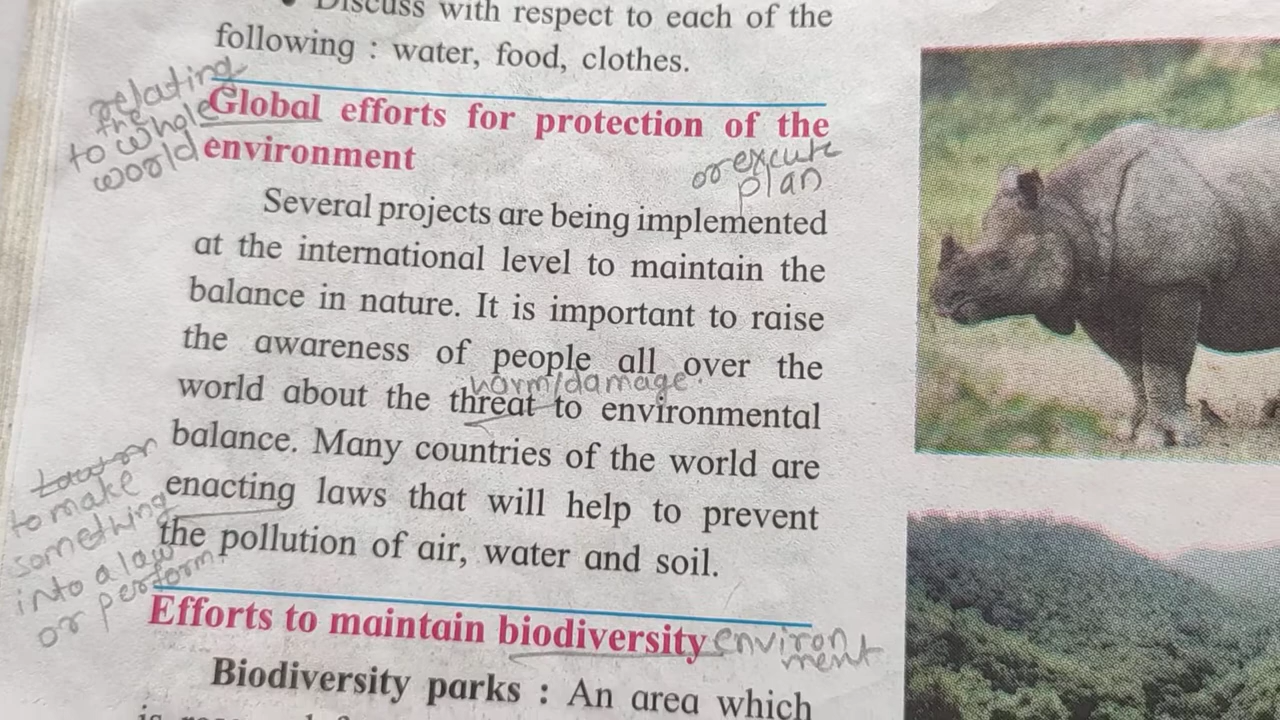 Discuss with respect to each of the
following : water, food, clothes.
relating
the
to whole
world
Global efforts for protection of the
environment
or excute
plan
Several projects are being implemented
at the international level to maintain the
balance in nature. It is important to raise
the awareness of people all over the
harm/damage.
world about the threat to environmental
balance. Many countries of the world are
enacting laws that will help to prevent
the pollution of air, water and soil.
to make
something
into a law
or perform.
Efforts to maintain biodiversity environ
ment
Biodiversity parks : An area which